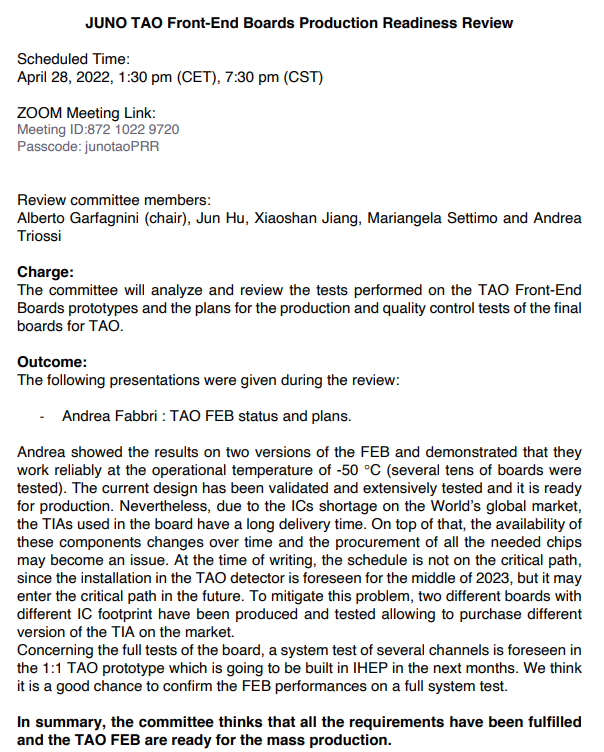 JUNO TAO Front-End Boards Production Readiness Review
Scheduled Time:
April 28, 2022, 1:30 pm (CET), 7:30 pm (CST)
ZOOM Meeting Link:
Meeting ID:872 1022 9720
Passcode: junotaoPRR
Review committee members:
Alberto Garfagnini (chair), Jun Hu, Xiaoshan Jiang, Mariangela Settimo and Andrea
Triossi
Charge:
The committee will analyze and review the tests performed on the TAO Front-End
Boards prototypes and the plans for the production and quality control tests of the final
boards for TAO.
Outcome:
The following presentations were given during the review:
- Andrea Fabbri : TAO FEB status and plans.
Andrea showed the results on two versions of the FEB and demonstrated that they
work reliably at the operational temperature of -50 °C (several tens of boards were
tested). The current design has been validated and extensively tested and it is ready
for production. Nevertheless, due to the ICs shortage on the World's global market,
the TIAs used in the board have a long delivery time. On top of that, the availability of
these components changes over time and the procurement of all the needed chips
may become an issue. At the time of writing, the schedule is not on the critical path,
since the installation in the TAO detector is foreseen for the middle of 2023, but it may
enter the critical path in the future. To mitigate this problem, two different boards with
different IC footprint have been produced and tested allowing to purchase different
version of the TIA on the market.
Concerning the full tests of the board, a system test of several channels is foreseen in
the 1:1 TAO prototype which is going to be built in IHEP in the next months. We think
it is a good chance to confirm the FEB performances on a full system test.
In summary, the committee thinks that all the requirements have been fulfilled
and the TAO FEB are ready for the mass production.